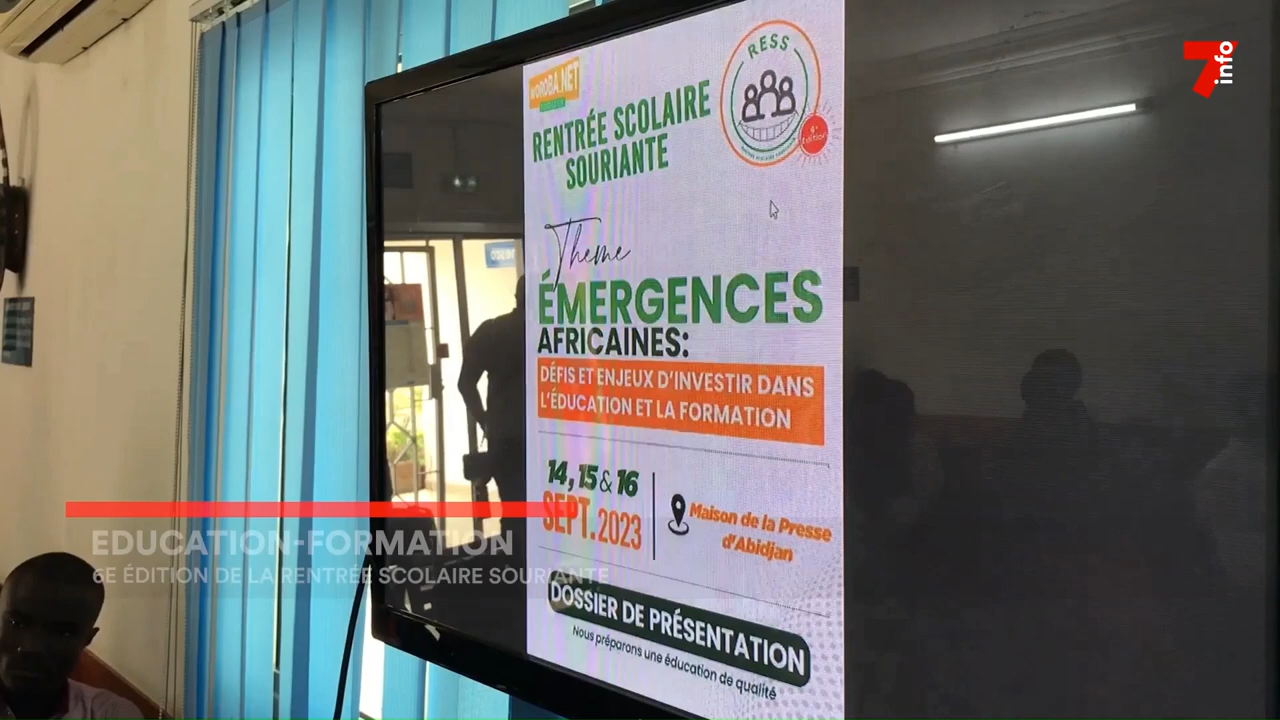 7
info
WOROBA.NET
RENTRÉE SCOLAIRE
SOURIANTE
RESS
Edition
Theme
ÉMERGENCES
AFRICAINES:
DÉFIS ET ENJEUX D'INVESTIR DANS
L'ÉDUCATION ET LA FORMATION
14, 15 & 16
SEPT. 2023
Maison de la Presse
d'Abidjan
EDUCATION-FORMATION
6E ÉDITION DE LA RENTRÉE SCOLAIRE SOURIANTE
DOSSIER DE PRÉSENTATION
Nous préparons une éducation de qualité